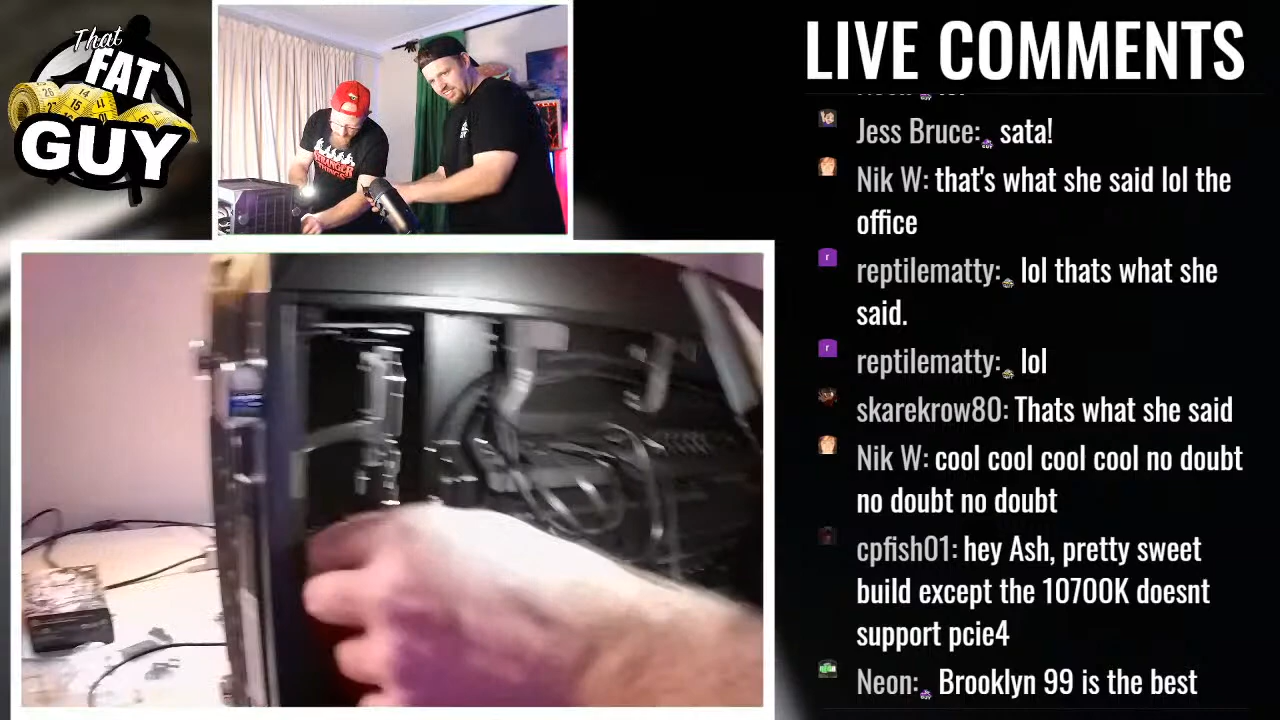 That
FAT
GUY
STRANGER
THINGS
LIVE COMMENTS
Jess Bruce: sata!
Nik W: that's what she said lol the
office
reptilematty: lol thats what she
said.
reptilematty: lol
skarekrow80: Thats what she said
Nik W: cool cool cool cool no doubt
no doubt no doubt
cpfish01: hey Ash, pretty sweet
build except the 10700K doesnt
support pcie4
Neon: Brooklyn 99 is the best